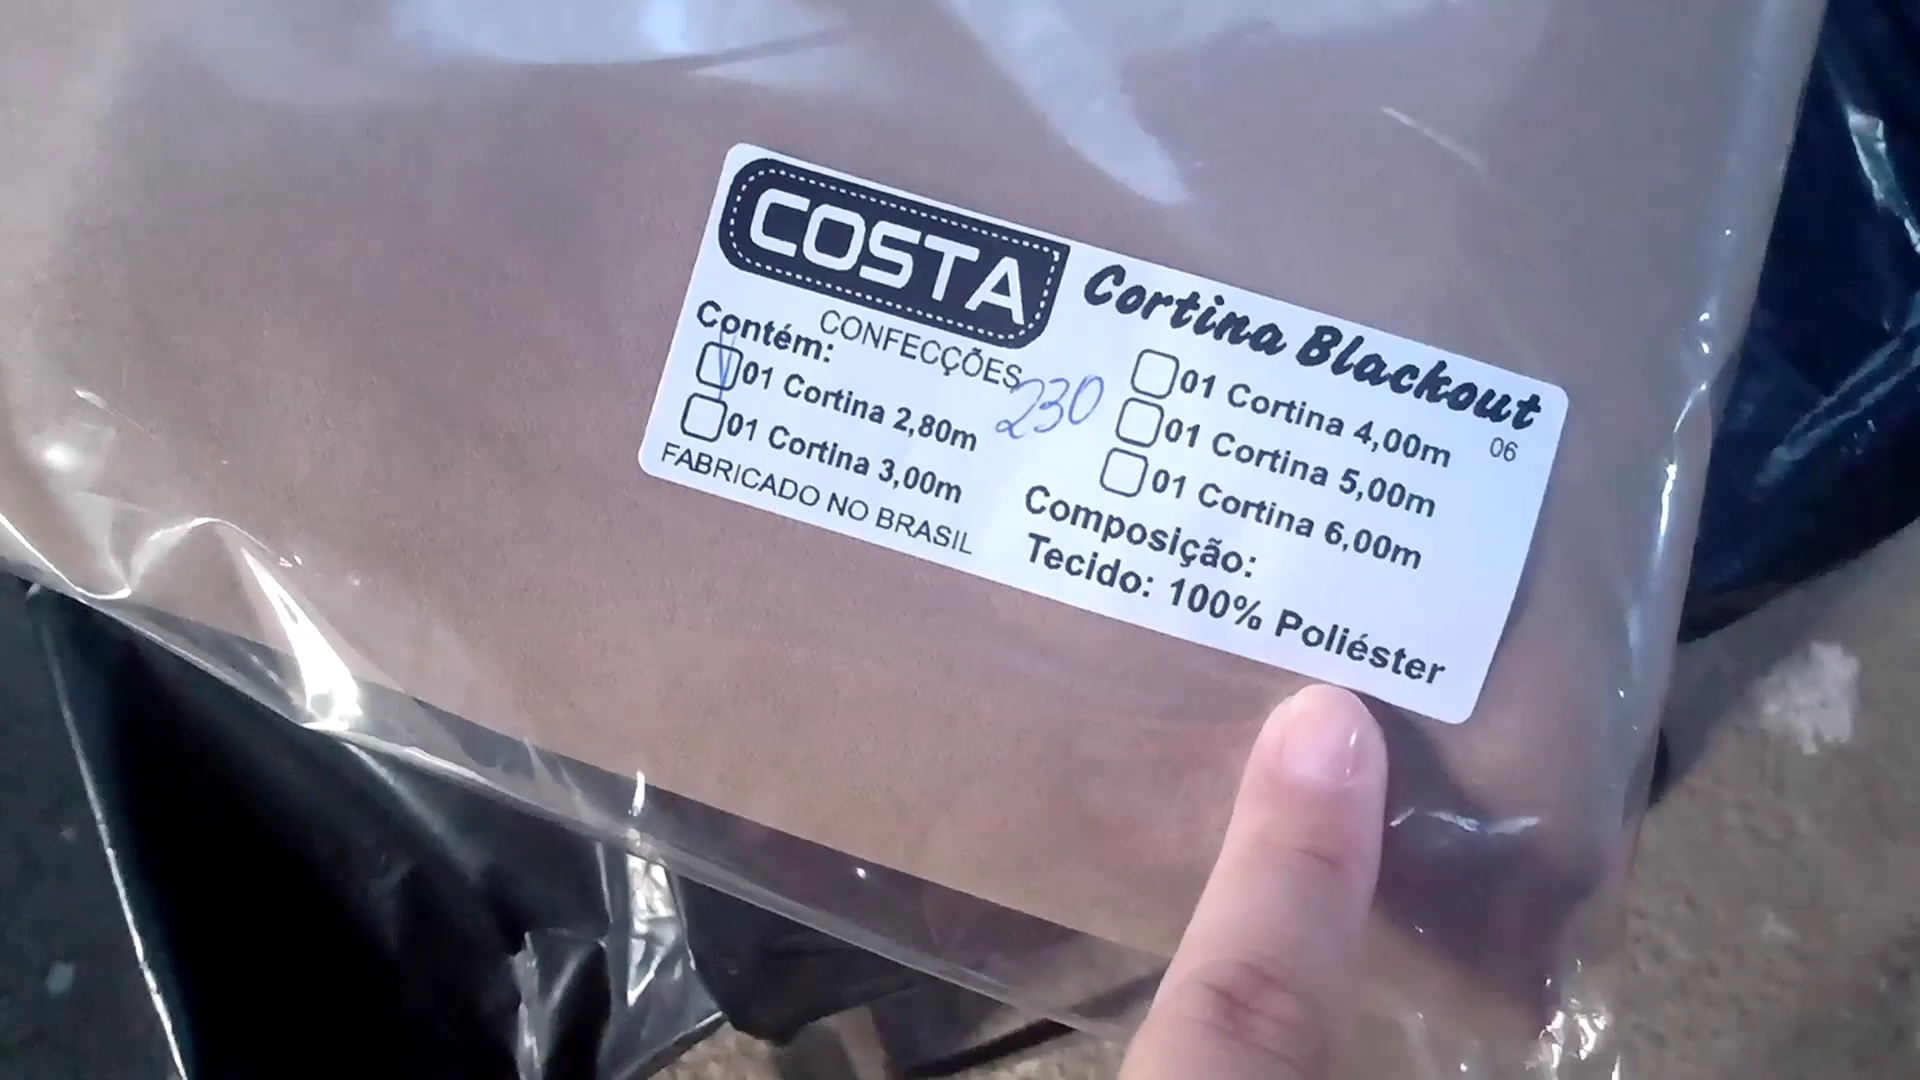 COSTA
CONFECÇÕES
Cortina Blackout
06
Contém:
01 Cortina 2,80m
230
01 Cortina 3,00m
FABRICADO NO BRASIL
01 Cortina 4,00m
01 Cortina 5,00m
01 Cortina 6,00m
Composição:
Tecido: 100% Poliéster